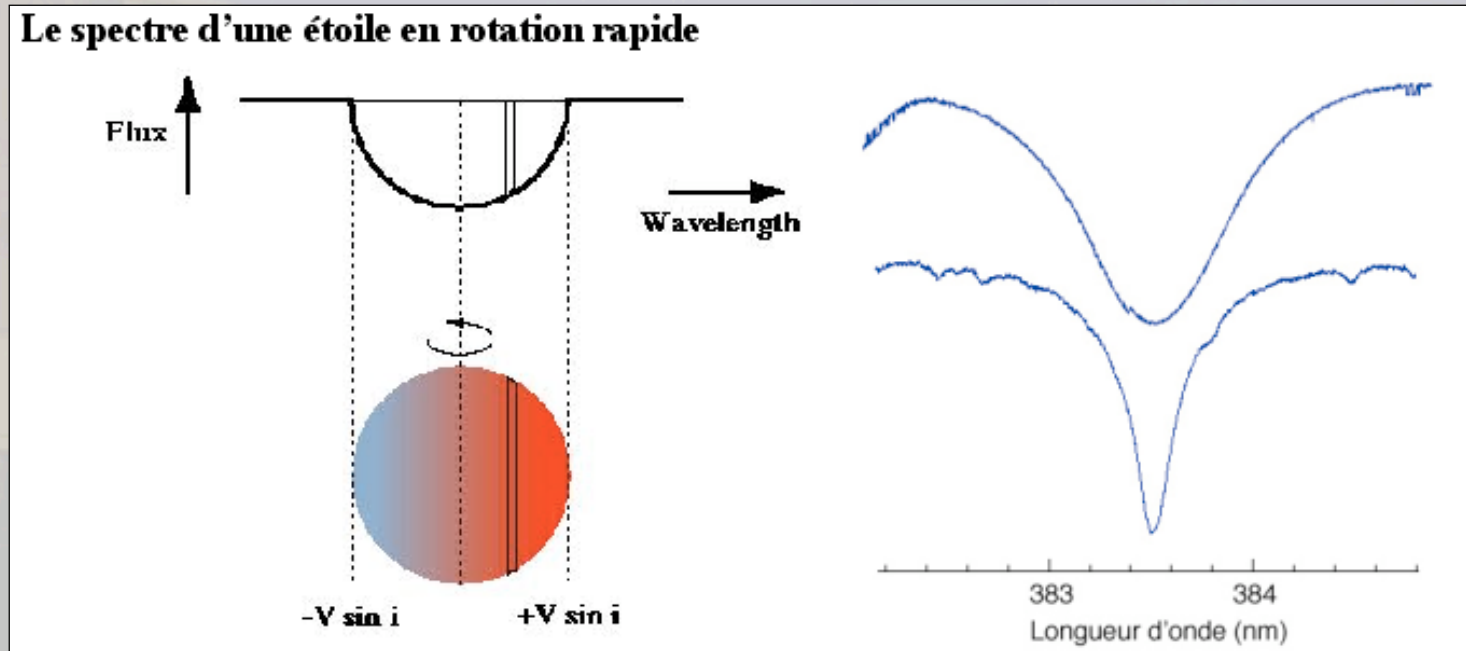 Le spectre d'une étoile en rotation rapide
Flux
Wavelength
-V sin i +V sin i
383 384
Longueur d'onde (nm)